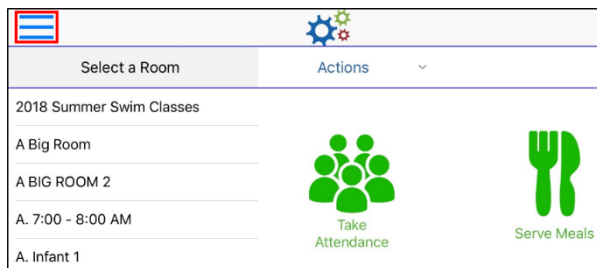 Select a Room
Actions
2018 Summer Swim Classes
A Big Room
A BIG ROOM 2
A. 7:00 - 8:00 AM
A. Infant 1
Take
Attendance
Serve Meals